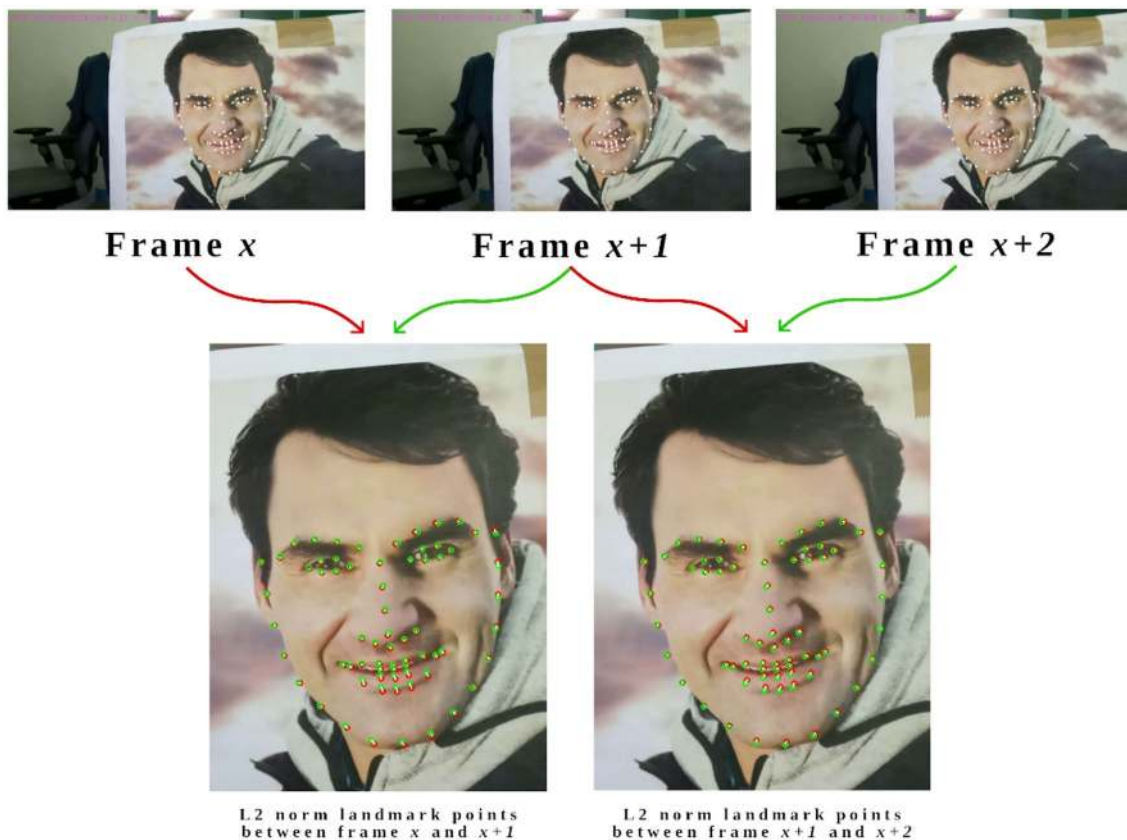 Frame x
Frame x+1
Frame x+2
L2 norm landmark points
between frame x and x+1
L2 norm landmark points
between frame x+1 and x+2